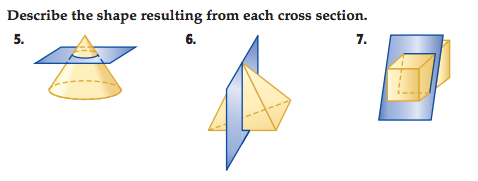 Describe the shape resulting from each cross section.
5. 6. 7.